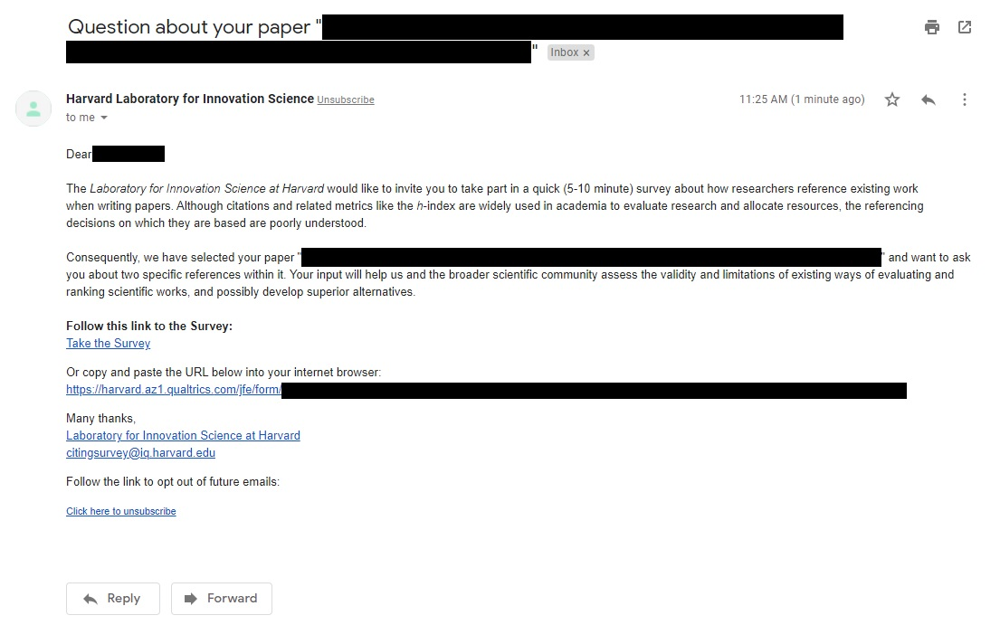 Question about your paper "
" Inbox ×
Harvard Laboratory for Innovation Science Unsubscribe 11:25 AM (1 minute ago)
to me
Dear
The Laboratory for Innovation Science at Harvard would like to invite you to take part in a quick (5-10 minute) survey about how researchers reference existing work
when writing papers. Although citations and related metrics like the h-index are widely used in academia to evaluate research and allocate resources, the referencing
decisions on which they are based are poorly understood.
Consequently, we have selected your paper " " and want to ask
you about two specific references within it. Your input will help us and the broader scientific community assess the validity and limitations of existing ways of evaluating and
ranking scientific works, and possibly develop superior alternatives.
Follow this link to the Survey:
Take the Survey
Or copy and paste the URL below into your internet browser:
https://harvard.az1.qualtrics.com/jfe/form/
Many thanks,
Laboratory for Innovation Science at Harvard
citingsurvey@iq.harvard.edu
Follow the link to opt out of future emails:
Click here to unsubscribe
Reply Forward